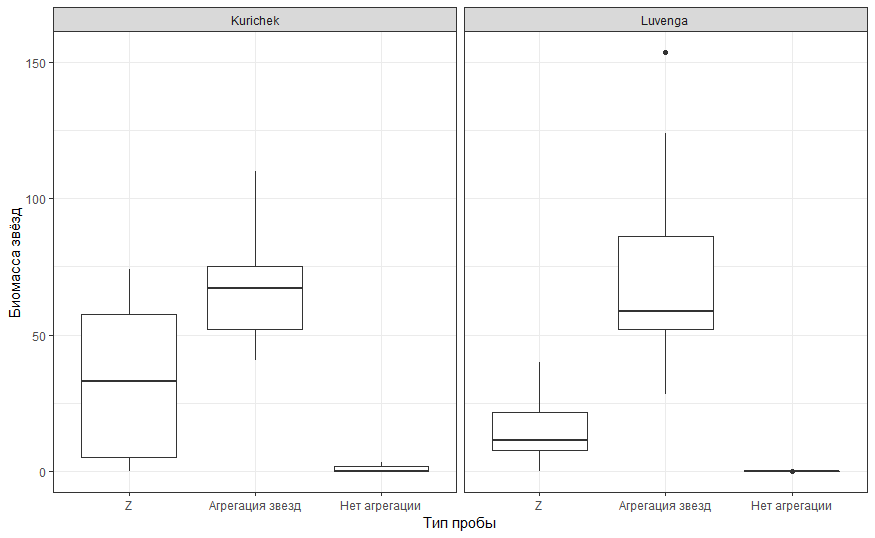 Kurichek
Luvenga
Биомасса звёзд
150
100
50
0
Z
Агрегация звезд
Нет агрегации
Z
Агрегация звезд
Нет агрегации
Тип пробы